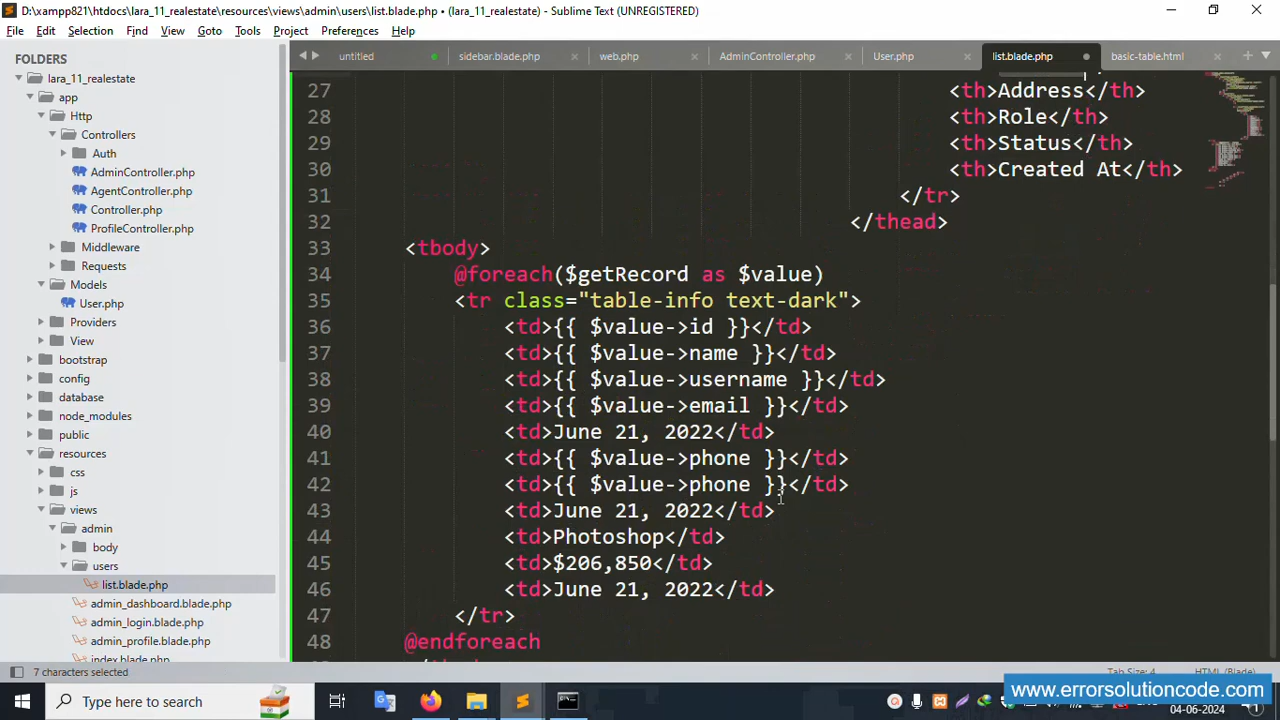 D:\xampp821\htdocs\lara_11_realestate\resources\views\admin\users\list.blade.php • (lara_11_realestate) - Sublime Text (UNREGISTERED)
File Edit Selection Find View Goto Tools Project Preferences Help
FOLDERS
lara_11_realestate
app
Http
Controllers
Auth
AdminController.php
AgentController.php
Controller.php
ProfileController.php
Middleware
Requests
Models
User.php
Providers
View
bootstrap
config
database
node_modules
public
resources
css
js
views
admin
body
users
list.blade.php
admin_dashboard.blade.php
admin_login.blade.php
admin_profile.blade.php
index.blade.php
untitled sidebar.blade.php web.php AdminController.php User.php list.blade.php basic-table.html
27 <th>Address</th>
28 <th>Role</th>
29 <th>Status</th>
30 <th>Created At</th>
31 </tr>
32 </thead>
33 <tbody>
34 @foreach($getRecord as $value)
35 <tr class="table-info text-dark">
36 <td>{{ $value->id }}</td>
37 <td>{{ $value->name }}</td>
38 <td>{{ $value->username }}</td>
39 <td>{{ $value->email }}</td>
40 <td>June 21, 2022</td>
41 <td>{{ $value->phone }}</td>
42 <td>{{ $value->phone }}</td>
43 <td>June 21, 2022</td>
44 <td>Photoshop</td>
45 <td>$206,850</td>
46 <td>June 21, 2022</td>
47 </tr>
48 @endforeach
7 characters selected
Tab Size: 4 HTML (Blade)
Type here to search
www.errorsolutioncode.com
04-06-2024